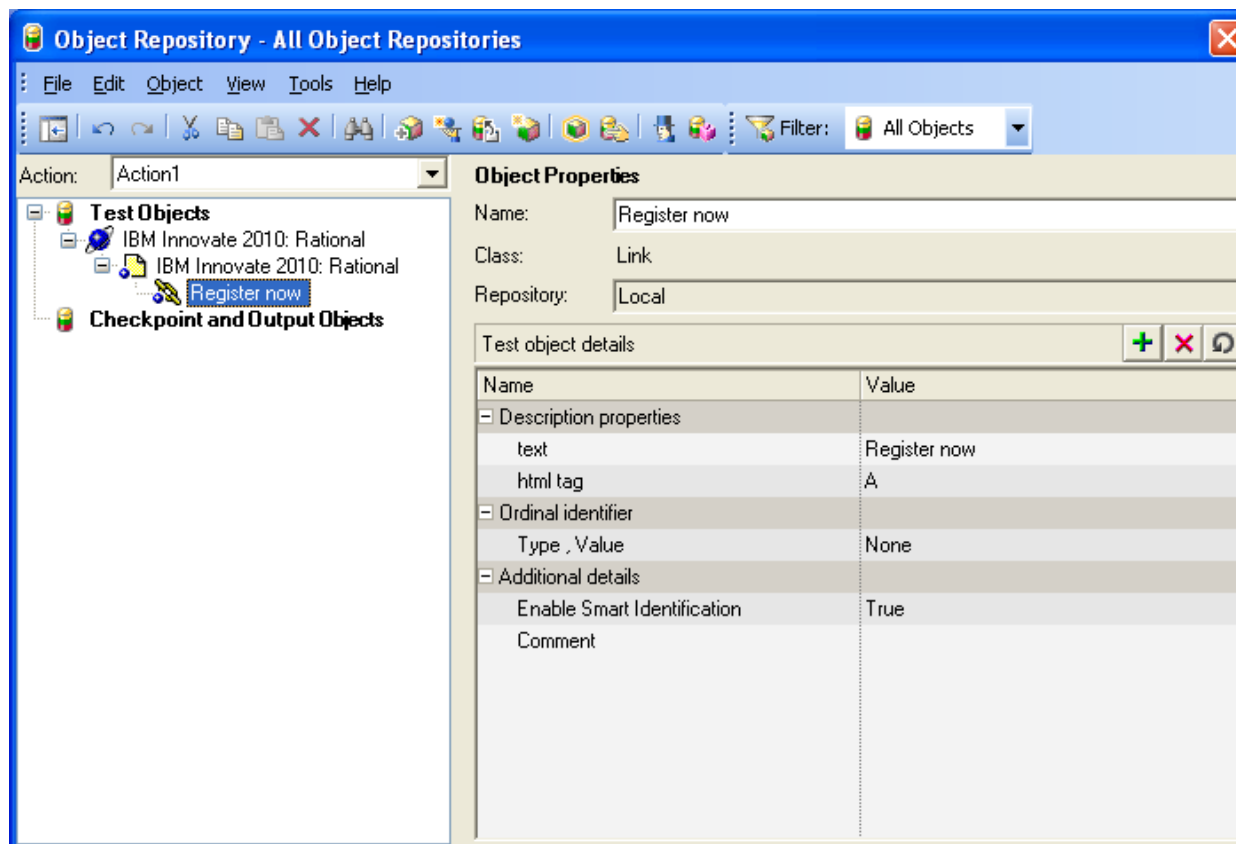 Object Repository - All Object Repositories
File Edit Object View Tools Help
Filter: All Objects
Action: Action1
Test Objects
IBM Innovate 2010: Rational
IBM Innovate 2010: Rational
Register now
Checkpoint and Output Objects
Object Properties
Name: Register now
Class: Link
Repository: Local
Test object details
Name Value
Description properties
text Register now
html tag A
Ordinal identifier
Type , Value None
Additional details
Enable Smart Identification True
Comment